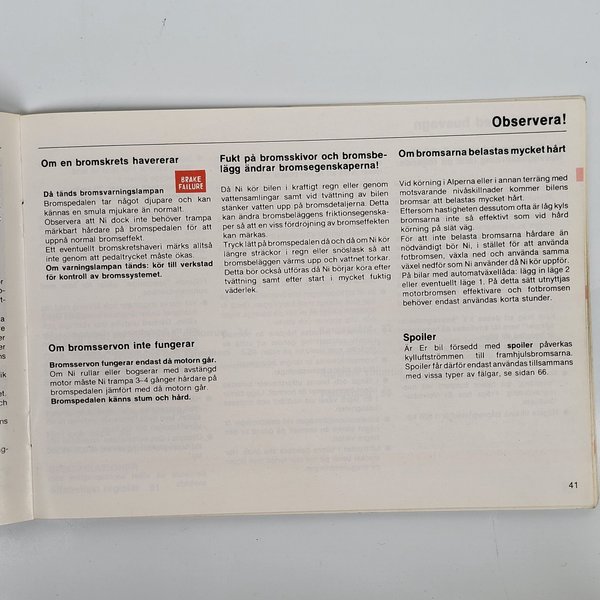 Observera!
Om en bromskrets havererar
Då tänds bromsvarningslampan
BRAKE
FAILURE
Bromspedalen tar något djupare och kan
kännas en smula mjukare än normalt.
Observera att Ni dock inte behöver trampa
märkbart hårdare på bromspedalen för att
uppnå normal bromseffekt.
Ett eventuellt bromskretshaveri märks alltså
inte genom att pedaltrycket måste ökas.
Om varningslampan tänds: kör till verkstad
för kontroll av bromssystemet.
Om bromsservon inte fungerar
Bromsservon fungerar endast då motorn går.
Om Ni rullar eller bogserar med avstängd
motor måste Ni trampa 3–4 gånger hårdare på
bromspedalen jämfört med då motorn går.
Bromspedalen känns stum och hård.
Fukt på bromsskivor och bromsbe-
lägg ändrar bromsegenskaperna!
Då Ni kör bilen i kraftigt regn eller genom
vattensamlingar samt vid tvättning av bilen
stänker vatten upp på bromsdetaljerna. Detta
kan ändra bromsbeläggens friktionsegenska-
per så att en viss fördröjning av bromseffekten
kan märkas.
Tryck lätt på bromspedalen då och då om Ni kör
längre sträckor i regn eller snöslask så att
bromsbeläggen värms upp och vattnet torkar.
Detta bör också utföras då Ni börjar köra efter
tvättning samt efter start i mycket fuktig
väderlek.
Om bromsarna belastas mycket hårt
Vid körning i Alperna eller i annan terräng med
motsvarande nivåskillnader kommer bilens
bromsar att belastas mycket hårt.
Eftersom hastigheten dessutom ofta är låg kyls
bromsarna inte så effektivt som vid hård
körning på slät väg.
För att inte belasta bromsarna hårdare än
nödvändigt bör Ni, i stället för att använda
fotbromsen, växla ned och använda samma
växel nedför som Ni använder då Ni kör uppför.
På bilar med automatväxellåda: lägg in läge 2
eller eventuellt läge 1. På detta sätt utnyttjas
motorbromsen effektivare och fotbromsen
behöver endast användas korta stunder.
Spoiler
Är Er bil försedd med spoiler påverkas
kylluftströmmen till framhjulsbromsarna.
Spoiler får därför endast användas tillsammans
med vissa typer av fälgar, se sidan 66.
41